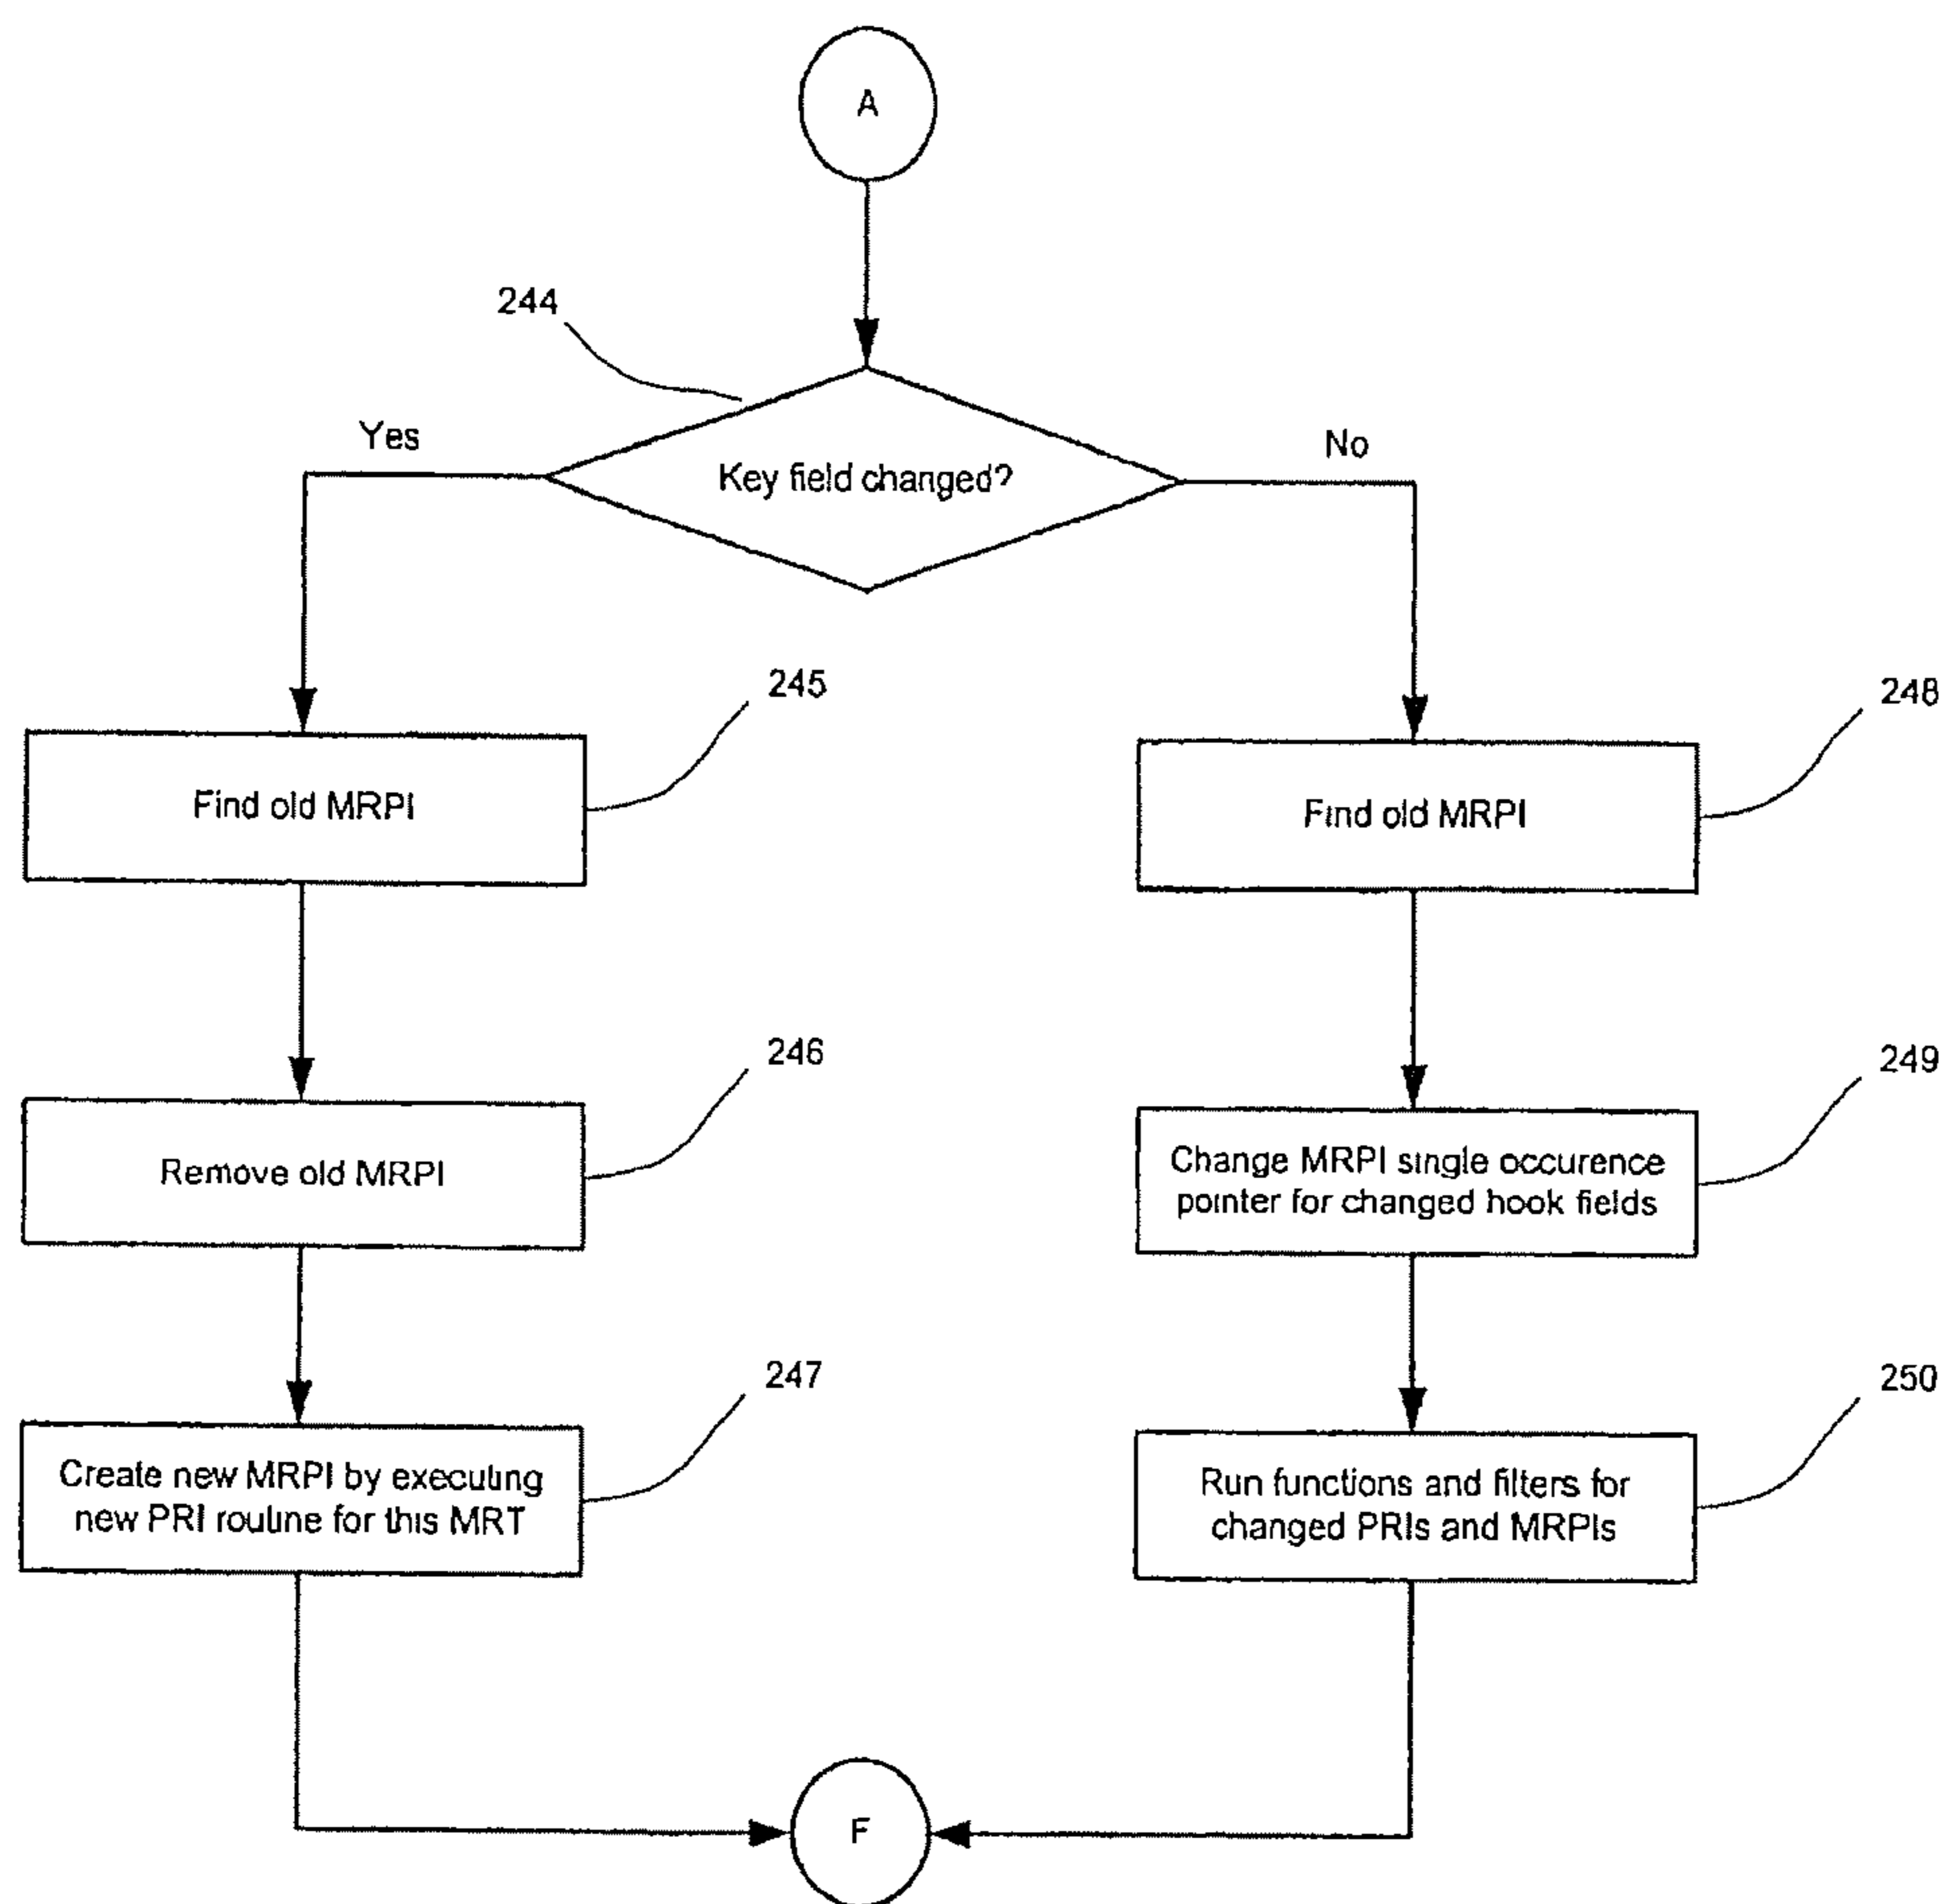 A
244
Yes
No
Key field changed?
245
248
Find old MRPI
Find old MRPI
246
249
Remove old MRPI
Change MRPI single occurence
pointer for changed hook fields
247
250
Create new MRPI by executing
new PRI routine for this MRT
Run functions and filters for
changed PRIs and MRPIs
F